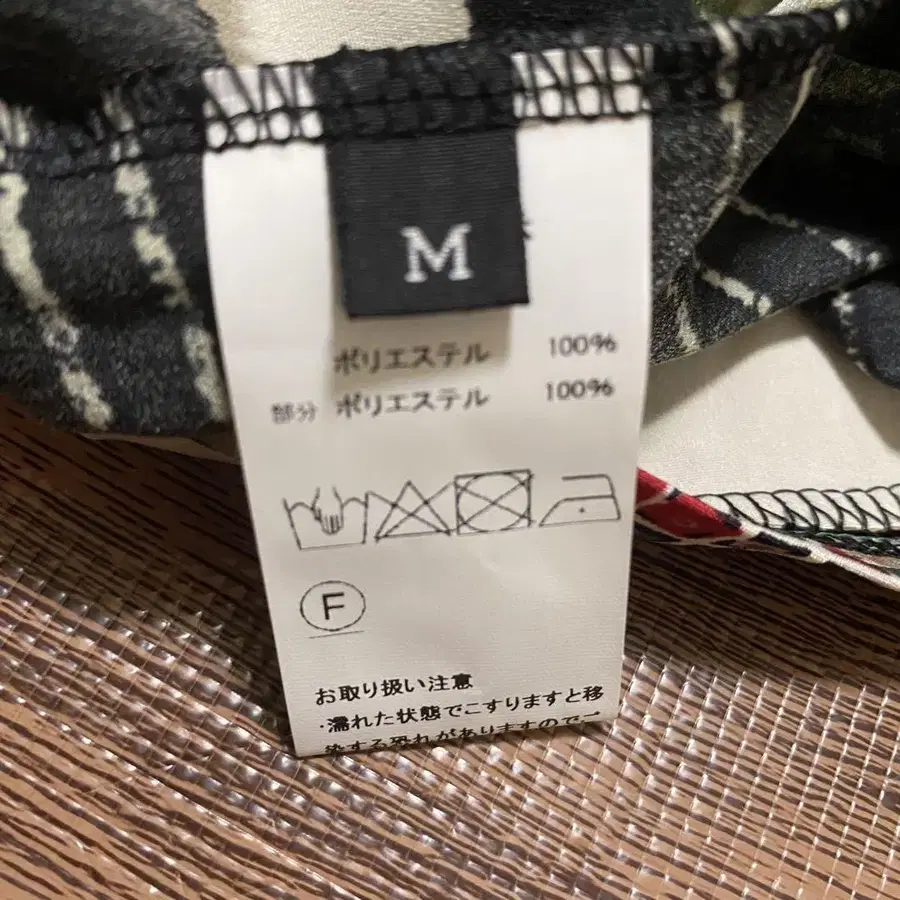 M
ポリエステル 100%
部分 ポリエステル 100%
F
お取り扱い注意
・濡れた状態でこすりますと移
染する恐れがありますので